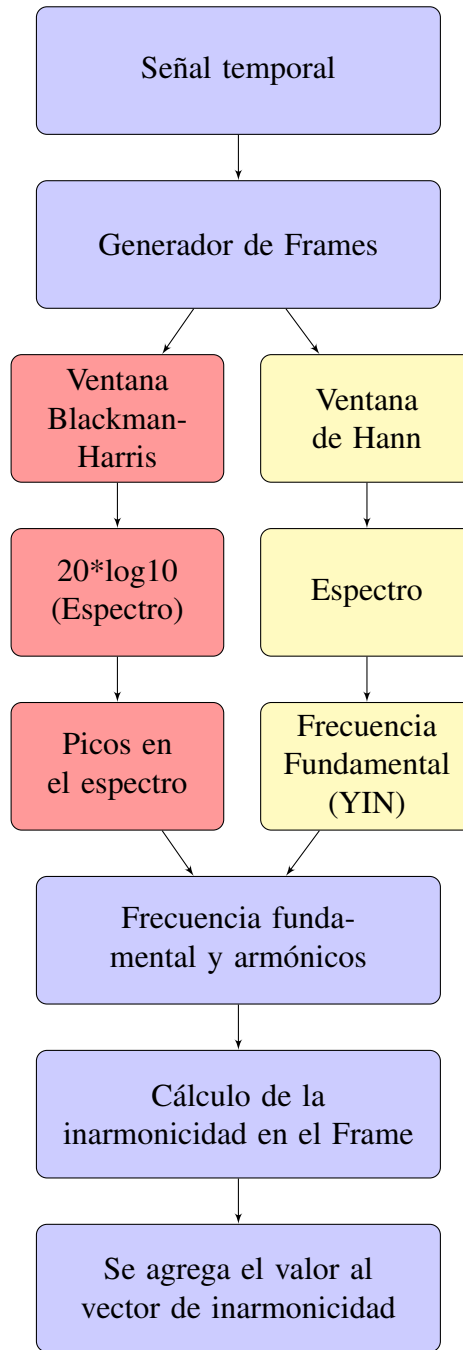 Señal temporal
Generador de Frames
Ventana
Blackman-
Harris
Ventana
de Hann
20*log10
(Espectro)
Espectro
Picos en
el espectro
Frecuencia
Fundamental
(YIN)
Frecuencia funda-
mental y armónicos
Cálculo de la
inarmonicidad en el Frame
Se agrega el valor al
vector de inarmonicidad